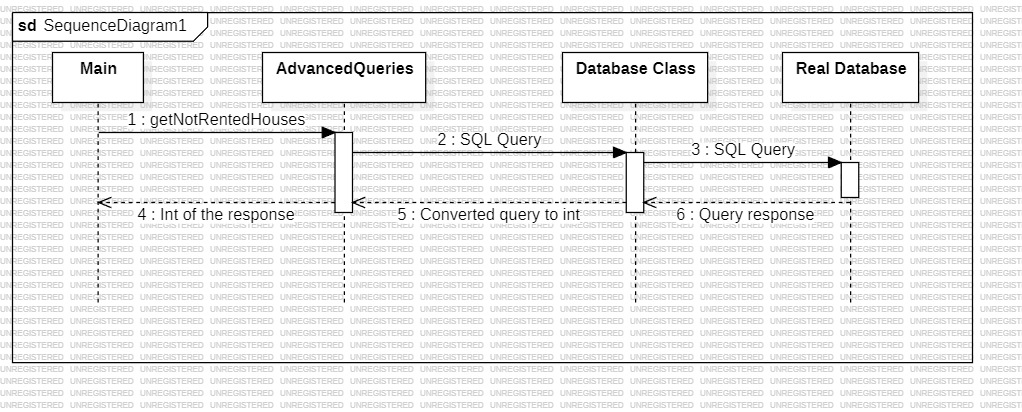 sd SequenceDiagram1
Main
AdvancedQueries
Database Class
Real Database
1 : getNotRentedHouses
2 : SQL Query
3 : SQL Query
4 : Int of the response
5 : Converted query to int
6 : Query response
UNREGISTERED